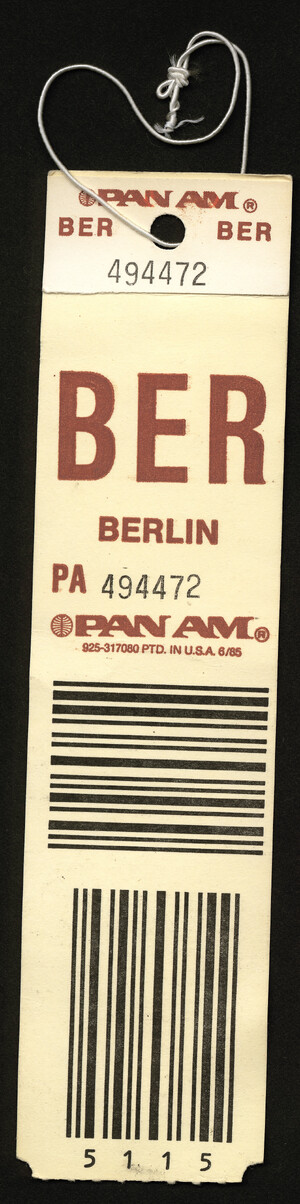 PAN AM®
BER BER
494472
BER
BERLIN
PA 494472
PAN AM®
925-317080 PTD. IN U.S.A. 6/85
5 1 1 5